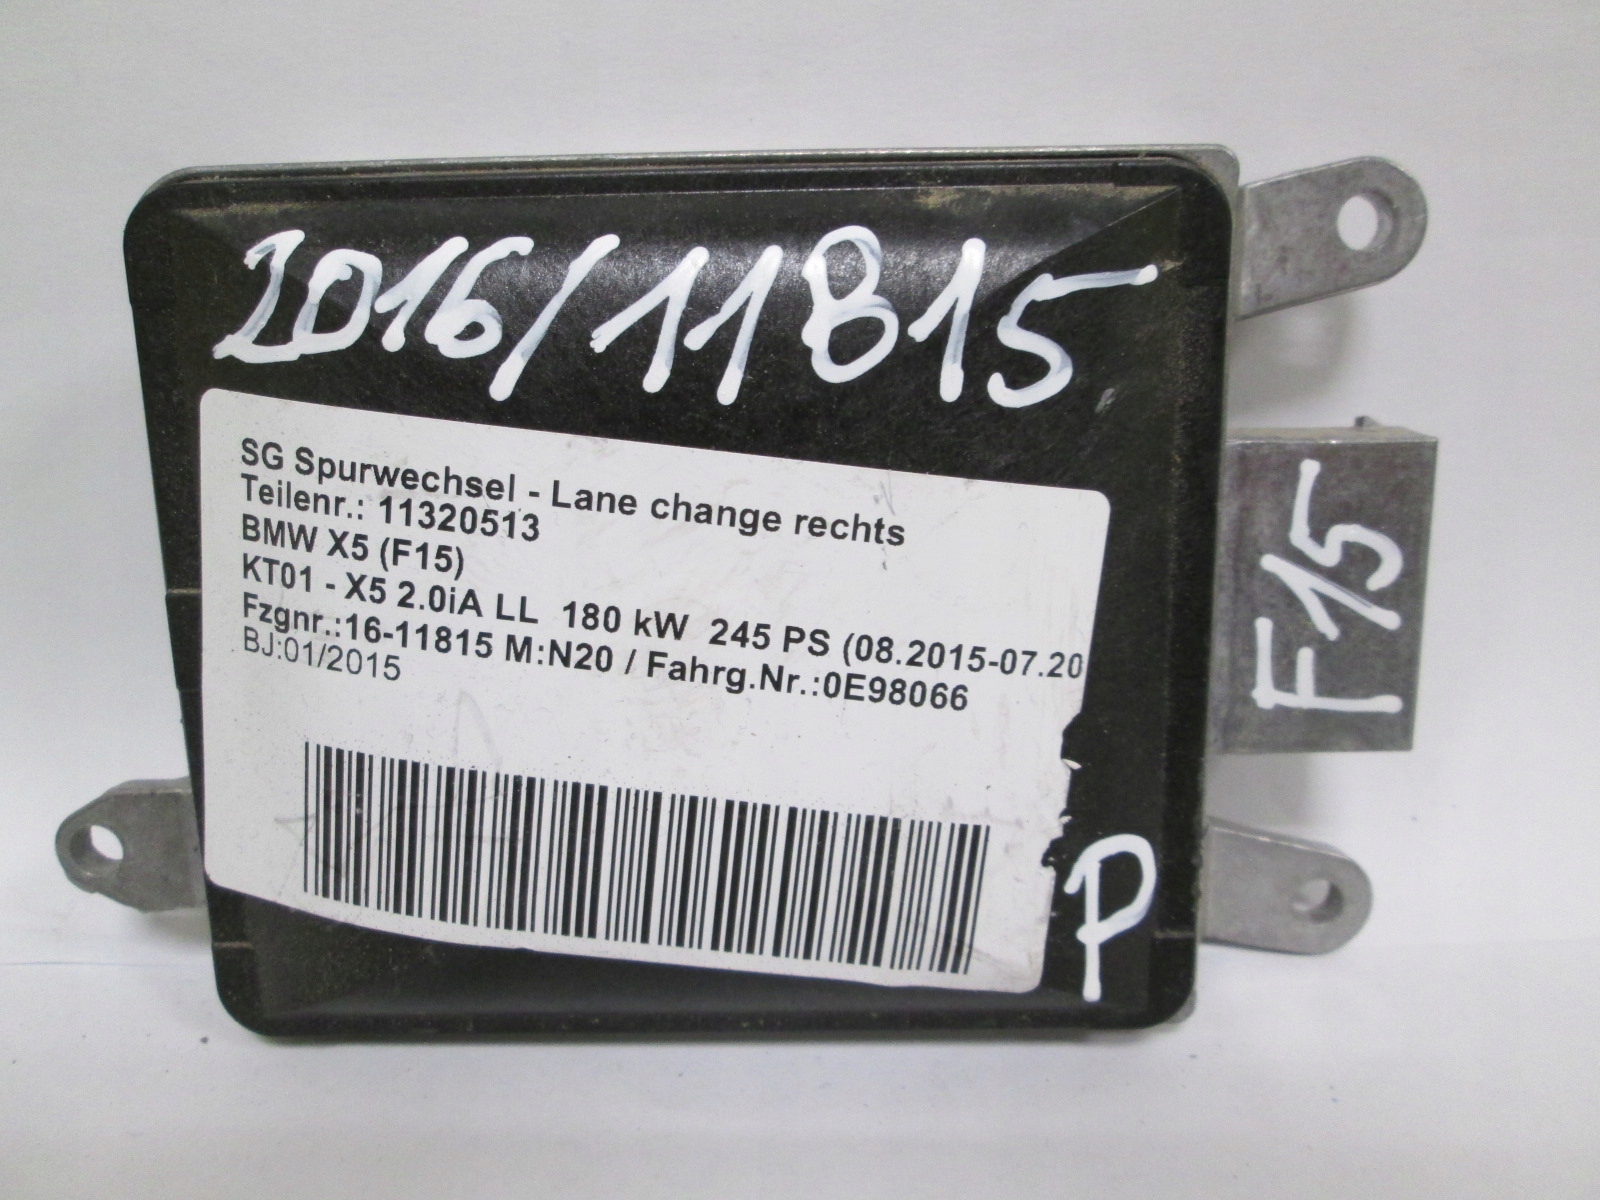 2016/11815
SG Spurwechsel - Lane change rechts
Teilenr.: 11320513
BMW X5 (F15)
KT01 - X5 2.0iA LL 180 kW 245 PS (08.2015-07.20
Fzgnr.:16-11815 M:N20 / Fahrg.Nr.:0E98066
BJ:01/2015
F15
P